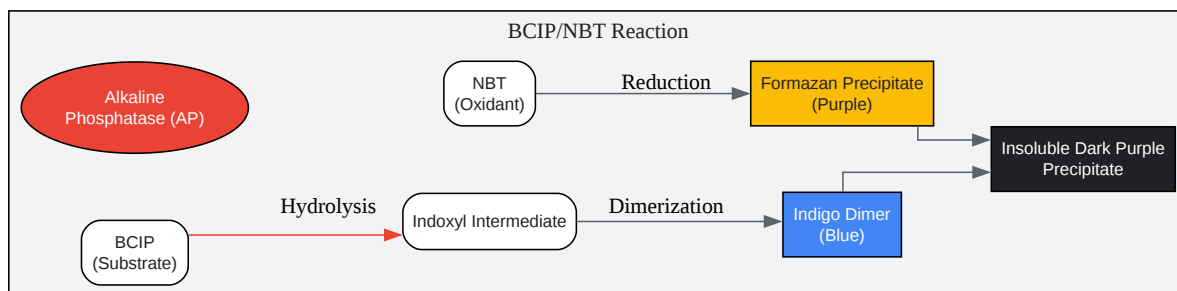 BCIP/NBT Reaction
Alkaline
Phosphatase (AP)
NBT
(Oxidant)
Reduction
Formazan Precipitate
(Purple)
Insoluble Dark Purple
Precipitate
BCIP
(Substrate)
Hydrolysis
Indoxyl Intermediate
Dimerization
Indigo Dimer
(Blue)